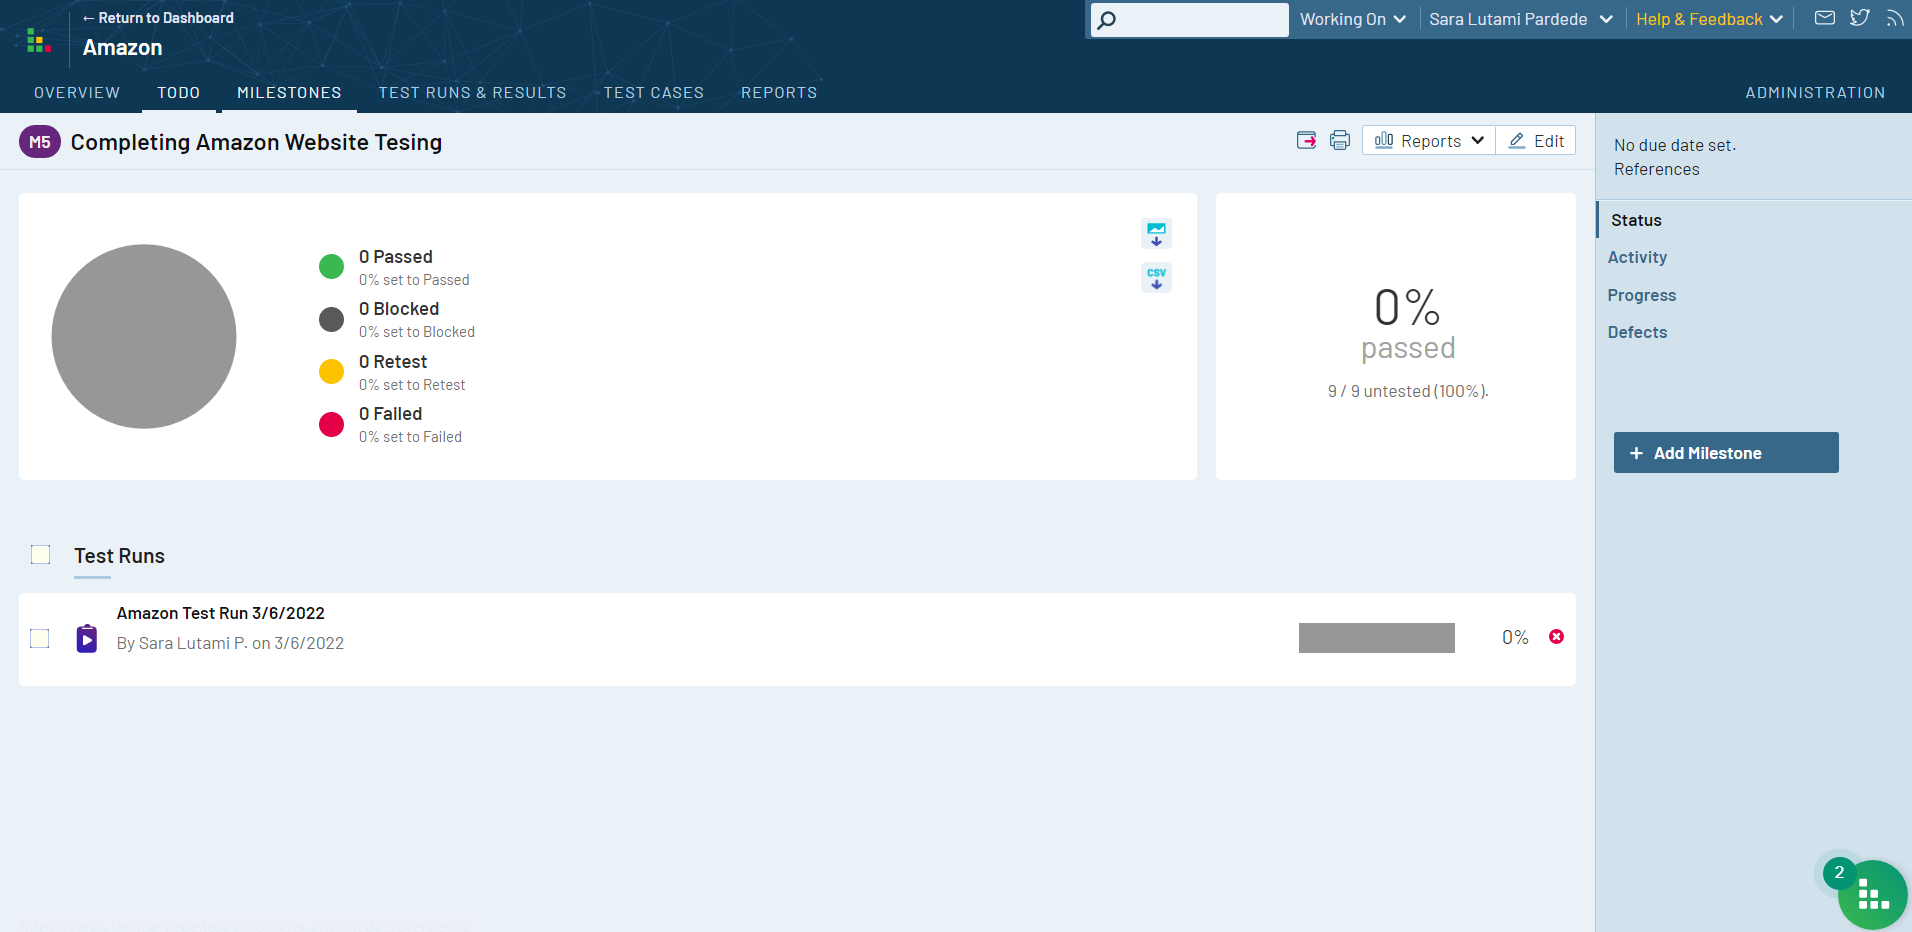 ← Return to Dashboard
Amazon
Working On
Sara Lutami Pardede
Help & Feedback
OVERVIEW
TODO
MILESTONES
TEST RUNS & RESULTS
TEST CASES
REPORTS
ADMINISTRATION
M5
Completing Amazon Website Tesing
Reports
Edit
No due date set.
References
Status
Activity
Progress
Defects
+ Add Milestone
0 Passed
0% set to Passed
0 Blocked
0% set to Blocked
0 Retest
0% set to Retest
0 Failed
0% set to Failed
CSV
0%
passed
9 / 9 untested (100%).
Test Runs
Amazon Test Run 3/6/2022
By Sara Lutami P. on 3/6/2022
0%
2